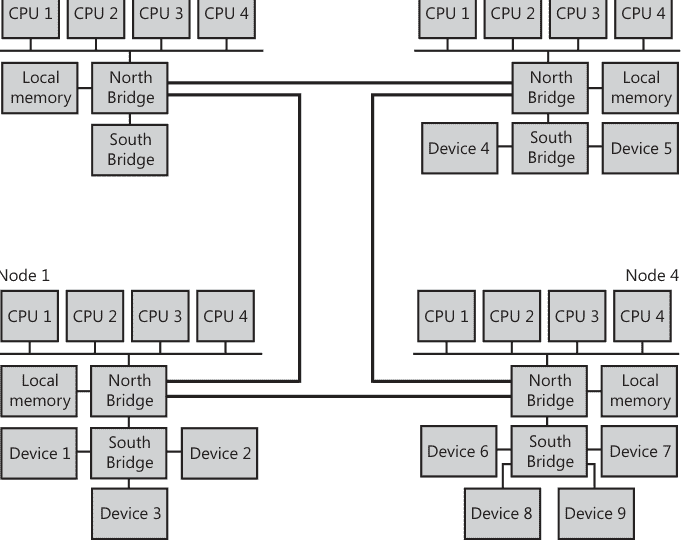 CPU 1 CPU 2 CPU 3 CPU 4
Local memory
North Bridge
South Bridge
CPU 1 CPU 2 CPU 3 CPU 4
North Bridge
Local memory
Device 4
South Bridge
Device 5
Node 1
CPU 1 CPU 2 CPU 3 CPU 4
Local memory
North Bridge
Device 1
South Bridge
Device 2
Device 3
Node 4
CPU 1 CPU 2 CPU 3 CPU 4
North Bridge
Local memory
Device 6
South Bridge
Device 7
Device 8
Device 9